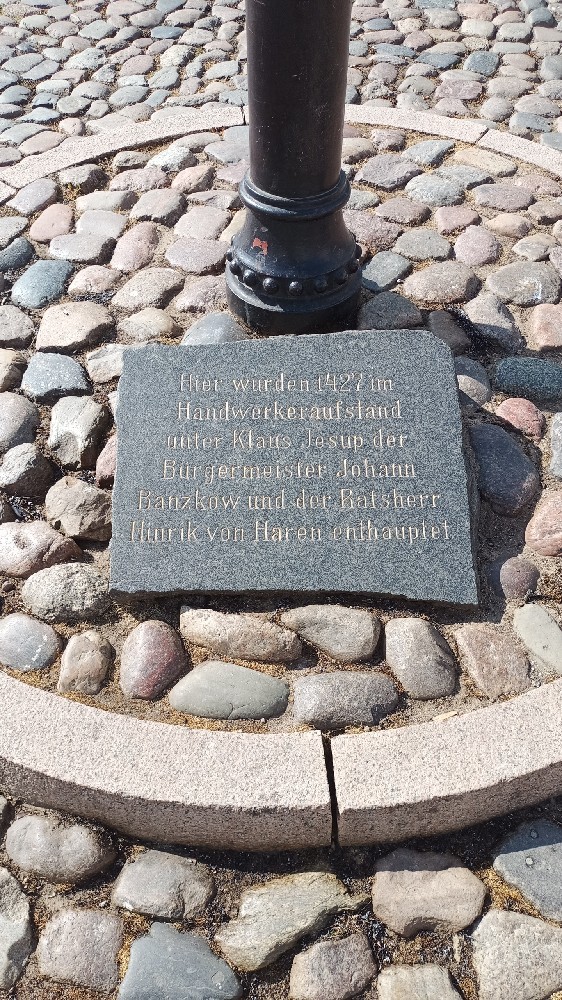 Hier wurden 1427 im
Handwerkeraufstand
unter Klaus Jesup der
Bürgermeister Johann
Banzkow und der Ratsherr
Hinrik von Haren enthauptet